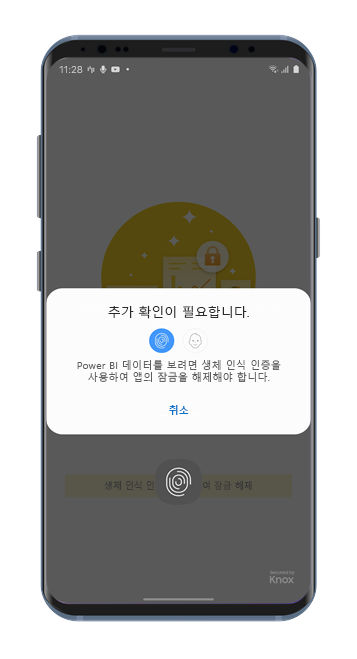 11:28
추가 확인이 필요합니다.
Power BI 데이터를 보려면 생체 인식 인증을
사용하여 앱의 잠금을 해제해야 합니다.
취소
생체 인식 인 여 잠금 해제
Secured by
Knox